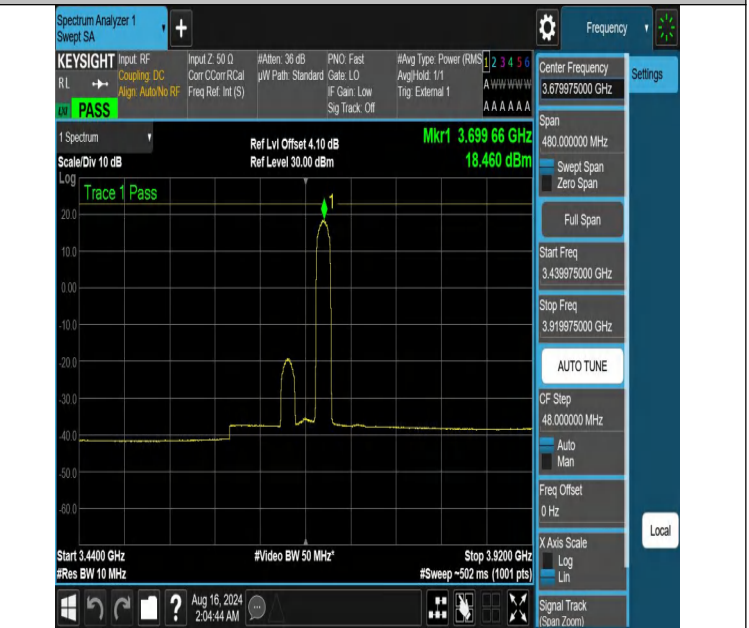 Spectrum Analyzer 1
Swept SA
+
Frequency
KEYSIGHT
RL
PASS
Input: RF
Coupling: DC
Align: Auto/No RF
Input Z: 50 Ω
Corr CCorr RCal
Freq Ref: Int (S)
#Atten: 36 dB
µW Path: Standard
PNO: Fast
Gate: LO
IF Gain: Low
Sig Track: Off
#Avg Type: Power (RMS
Avg|Hold: 1/1
Trig: External 1
1 2 3 4 5 6
A W W W W W
A A A A A A
1 Spectrum
Scale/Div 10 dB
Log
Ref Lvl Offset 4.10 dB
Ref Level 30.00 dBm
Mkr1 3.699 66 GHz
18.460 dBm
Trace 1 Pass
1
20.0
10.0
0.00
-10.0
-20.0
-30.0
-40.0
-50.0
-60.0
Start 3.4400 GHz
#Res BW 10 MHz
#Video BW 50 MHz*
Stop 3.9200 GHz
#Sweep ~502 ms (1001 pts)
Center Frequency
3.679975000 GHz
Settings
Span
480.000000 MHz
Swept Span
Zero Span
Full Span
Start Freq
3.439975000 GHz
Stop Freq
3.919975000 GHz
AUTO TUNE
CF Step
48.000000 MHz
Auto
Man
Freq Offset
0 Hz
X Axis Scale
Log
Lin
Local
Signal Track
(Span Zoom)
?
Aug 16, 2024
2:04:44 AM